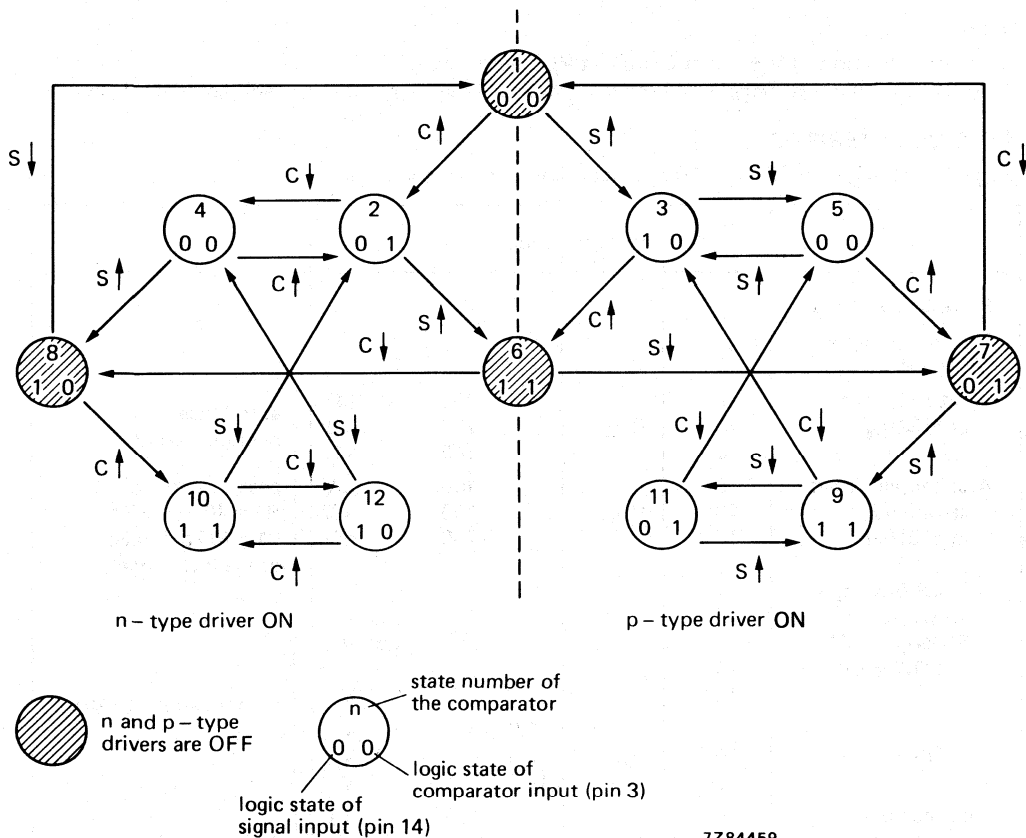 1
0 0
C↑
S↑
S↓
C↓
C↓
S↓
4
0 0
2
0 1
3
1 0
5
0 0
S↑
C↑
S↑
C↑
S↑
C↑
8
1 0
C↓
6
1 1
S↓
7
0 1
C↑
S↓
S↓
C↓
C↓
S↑
C↓
S↓
10
1 1
12
1 0
11
0 1
9
1 1
C↑
S↑
n – type driver ON
p – type driver ON
n and p – type
drivers are OFF
n
0 0
state number of
the comparator
logic state of
comparator input (pin 3)
logic state of
signal input (pin 14)
7Z84459